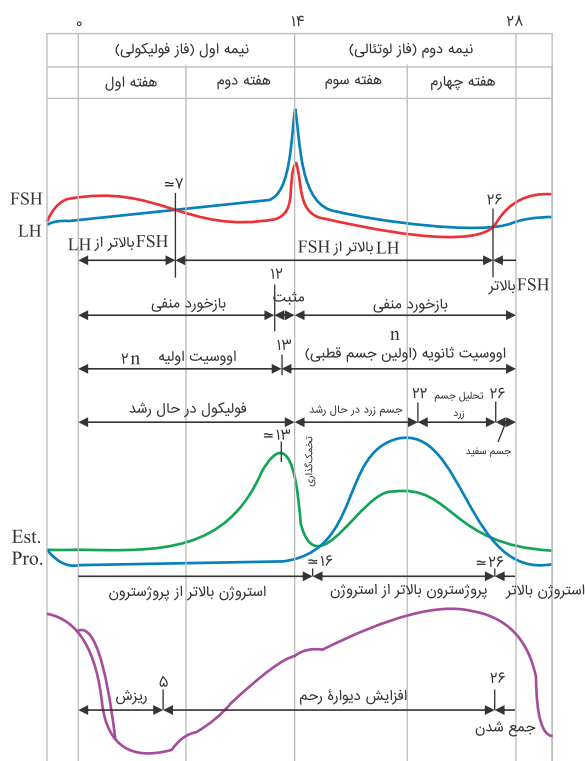 ۰ ۱۴ ۲۸
نیمه اول (فاز فولیکولی) نیمه دوم (فاز لوتئالی)
هفته اول هفته دوم هفته سوم هفته چهارم
≃۷ ۲۶
FSH
LH
FSH بالاتر از LH
LH بالاتر از FSH
FSH بالاتر
۱۲
بازخورد منفی مثبت بازخورد منفی
۱۳
اووسیت اولیه ۲n
n
اووسیت ثانویه (اولین جسم قطبی)
۲۲ ۲۶
فولیکول در حال رشد جسم زرد در حال رشد تحلیل جسم زرد
جسم سفید
≃۱۳
تخمک‌گذاری
Est.
Pro.
≃۱۶ ≃۲۶
استروژن بالاتر از پروژسترون پروژسترون بالاتر از استروژن استروژن بالاتر
۵ ۲۶
ریزش افزایش دیوارهٔ رحم
جمع شدن